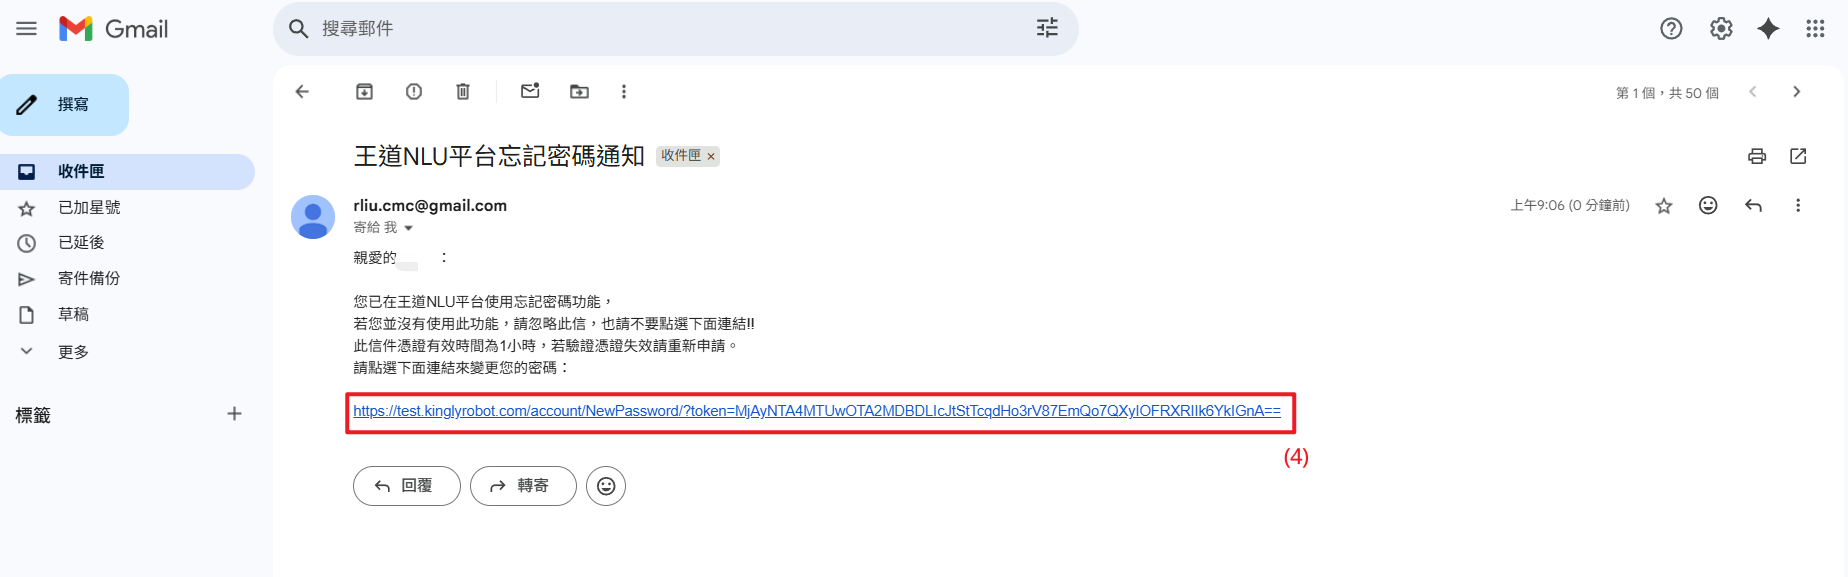 Gmail
搜尋郵件
撰寫
收件匣
已加星號
已延後
寄件備份
草稿
更多
標籤
第 1 個，共 50 個
王道NLU平台忘記密碼通知
收件匣 ×
rliu.cmc@gmail.com
上午9:06 (0 分鐘前)
寄給 我
親愛的 ：
您已在王道NLU平台使用忘記密碼功能，
若您並沒有使用此功能，請忽略此信，也請不要點選下面連結!!
此信件憑證有效時間為1小時，若驗證憑證失效請重新申請。
請點選下面連結來變更您的密碼：
https://test.kinglyrobot.com/account/NewPassword/?token=MjAyNTA4MTUwOTA2MDBDLIcJtStTcqdHo3rV87EmQo7QXylOFRXRIlk6YkIGnA==
(4)
回覆
轉寄